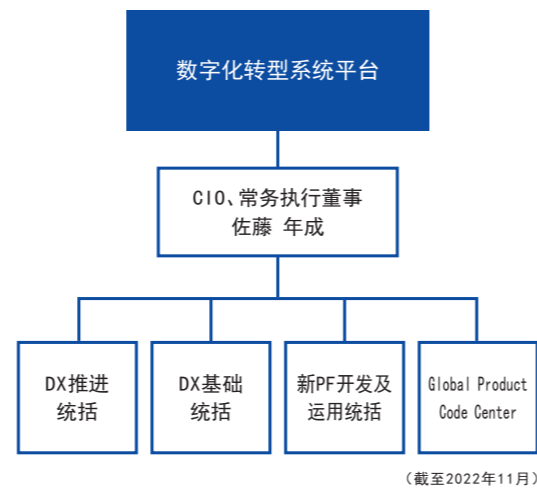 数字化转型系统平台
CIO、常务执行董事
佐藤 年成
DX推进
统括
DX基础
统括
新PF开发及
运用统括
Global Product
Code Center
（截至2022年11月）